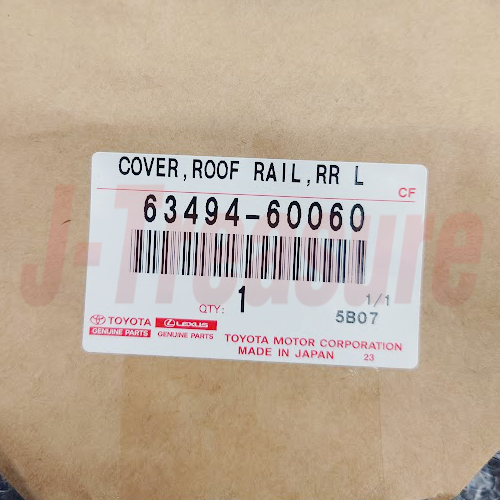 COVER,ROOF RAIL,RR L
CF
63494-60060
J-Treasure
QTY: 1
1/1
5B07
TOYOTA LEXUS
GENUINE PARTS GENUINE PARTS
TOYOTA MOTOR CORPORATION
MADE IN JAPAN 23